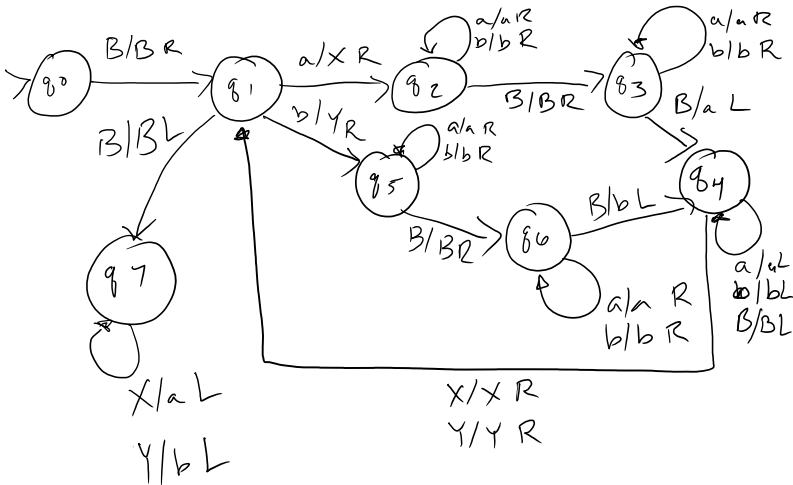 a/a R
b/b R
a/a R
b/b R
B/B R
a/X R
q0
q1
q2
q3
B/B R
B/a L
b/Y R
a/a R
b/b R
B/B L
q5
q4
B/b L
B/B R
q6
q7
a/a L
b/b L
B/B L
a/a R
b/b R
X/a L
Y/b L
X/X R
Y/Y R